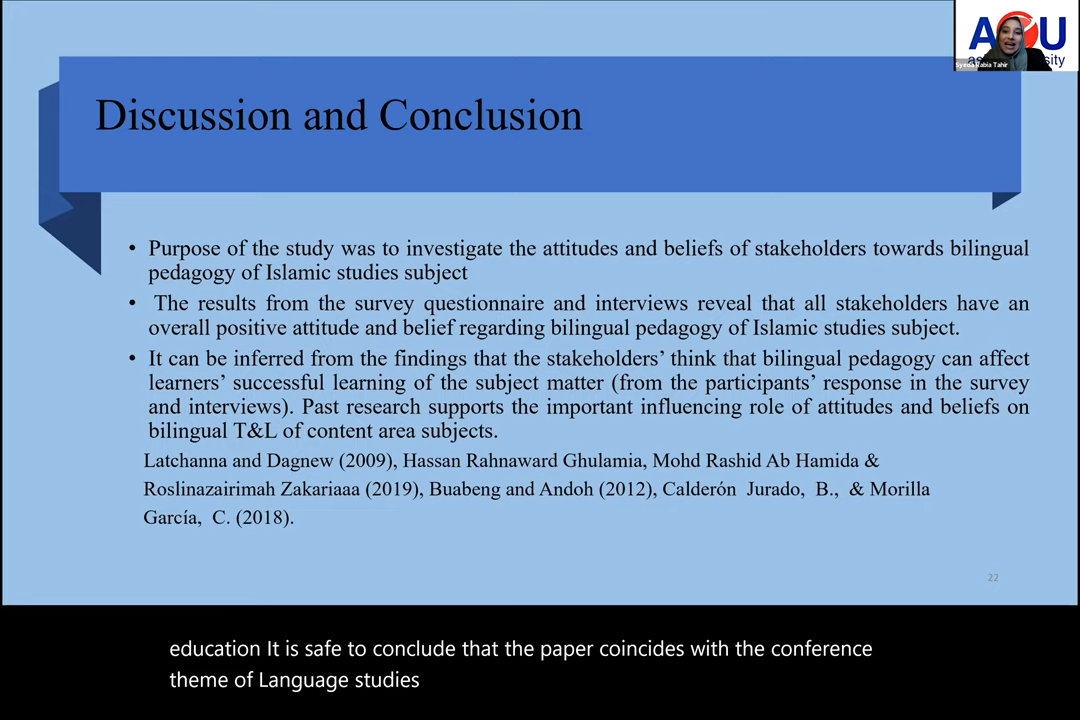 A U
Syeda Rabia Tahir
Discussion and Conclusion
• Purpose of the study was to investigate the attitudes and beliefs of stakeholders towards bilingual
pedagogy of Islamic studies subject
• The results from the survey questionnaire and interviews reveal that all stakeholders have an
overall positive attitude and belief regarding bilingual pedagogy of Islamic studies subject.
• It can be inferred from the findings that the stakeholders’ think that bilingual pedagogy can affect
learners’ successful learning of the subject matter (from the participants’ response in the survey
and interviews). Past research supports the important influencing role of attitudes and beliefs on
bilingual T&L of content area subjects.
Latchanna and Dagnew (2009), Hassan Rahnaward Ghulamia, Mohd Rashid Ab Hamida &
Roslinazairimah Zakariaaa (2019), Buabeng and Andoh (2012), Calderón Jurado, B., & Morilla
García, C. (2018).
22
education It is safe to conclude that the paper coincides with the conference
theme of Language studies